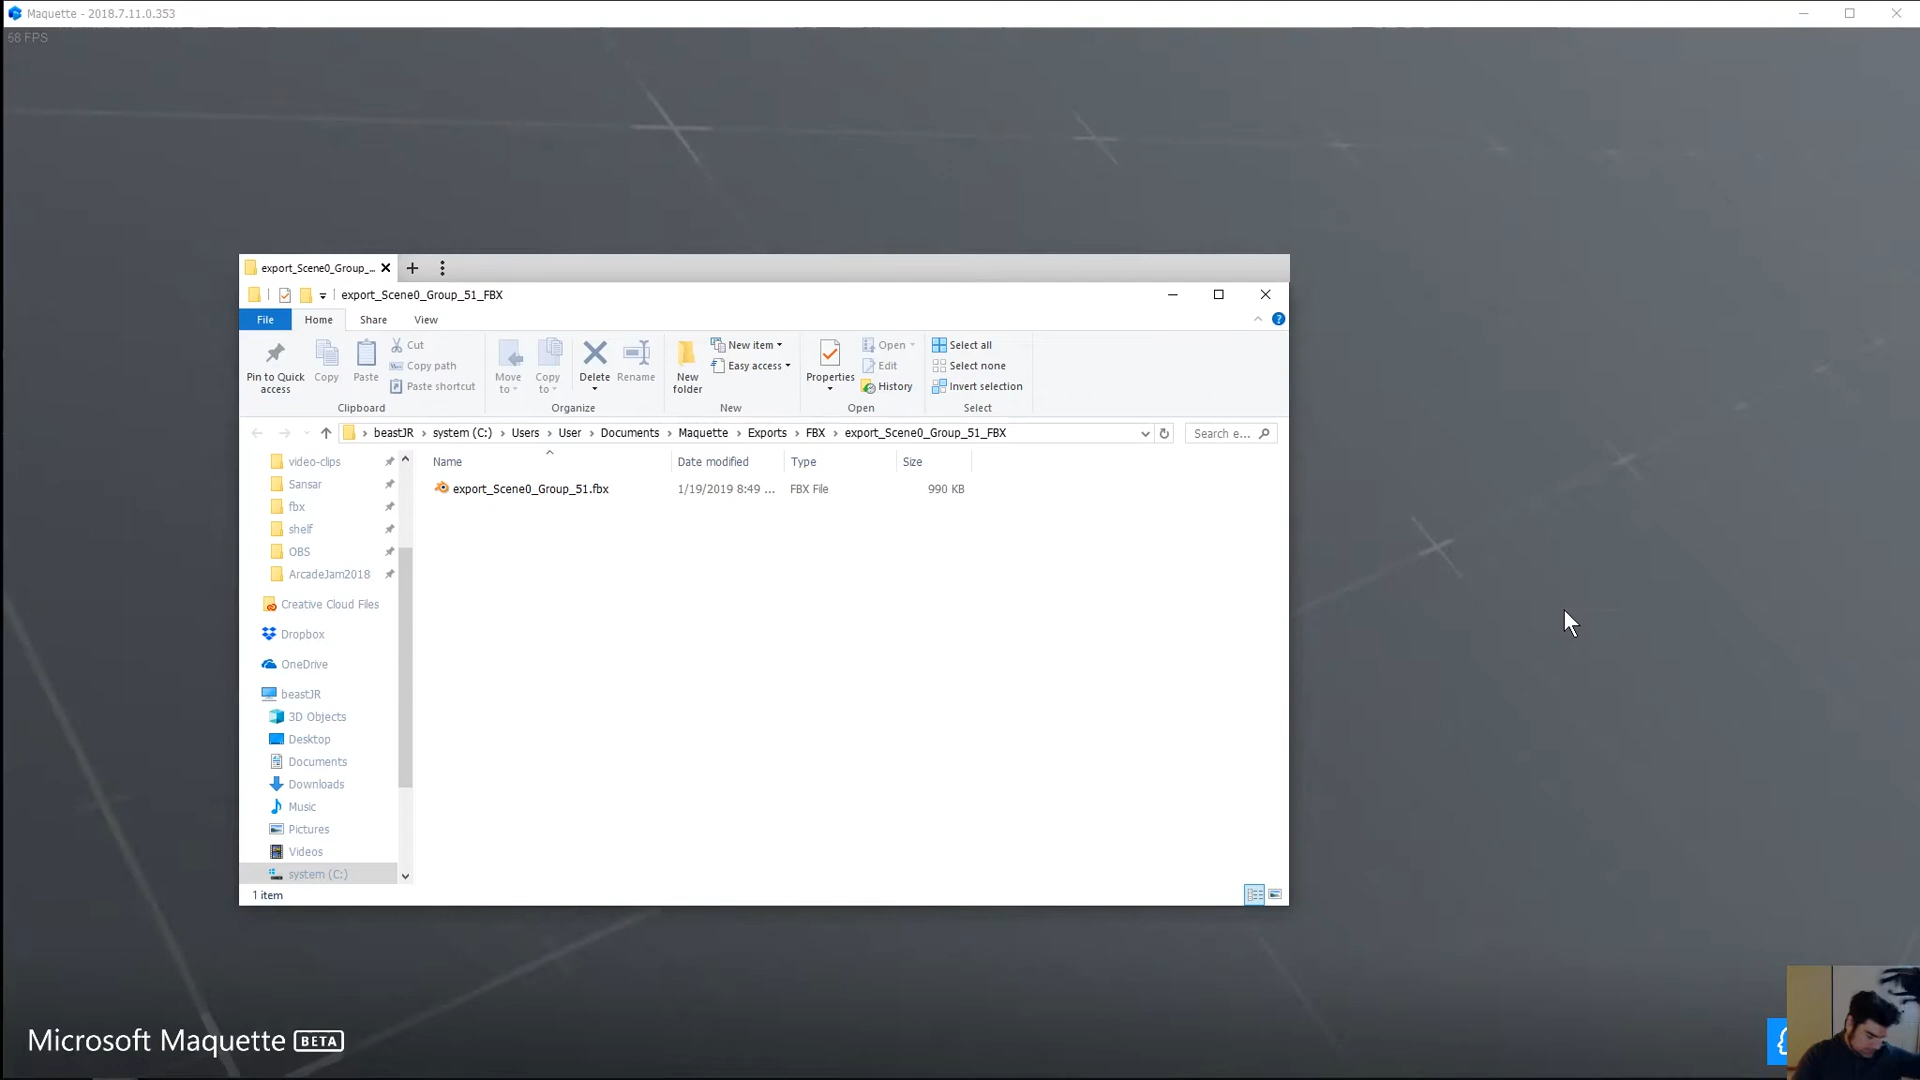 Maquette - 2018.7.11.0.353
58 FPS
export_Scene0_Group_...
export_Scene0_Group_51_FBX
File Home Share View
Pin to Quick access
Copy
Paste
Cut
Copy path
Paste shortcut
Clipboard
Move to
Copy to
Delete
Rename
Organize
New folder
New item
Easy access
New
Properties
Open
Edit
History
Open
Select all
Select none
Invert selection
Select
beastJR > system (C:) > Users > User > Documents > Maquette > Exports > FBX > export_Scene0_Group_51_FBX
Search e...
Name Date modified Type Size
export_Scene0_Group_51.fbx 1/19/2019 8:49 ... FBX File 990 KB
video-clips
Sansar
fbx
shelf
OBS
ArcadeJam2018
Creative Cloud Files
Dropbox
OneDrive
beastJR
3D Objects
Desktop
Documents
Downloads
Music
Pictures
Videos
system (C:)
1 item
Microsoft Maquette BETA